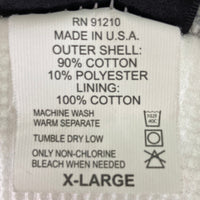 RN 91210
MADE IN U.S.A.
OUTER SHELL:
90% COTTON
10% POLYESTER
LINING:
100% COTTON
MACHINE WASH
WARM SEPARATE
TUMBLE DRY LOW
ONLY NON-CHLORINE
BLEACH WHEN NEEDED
X-LARGE